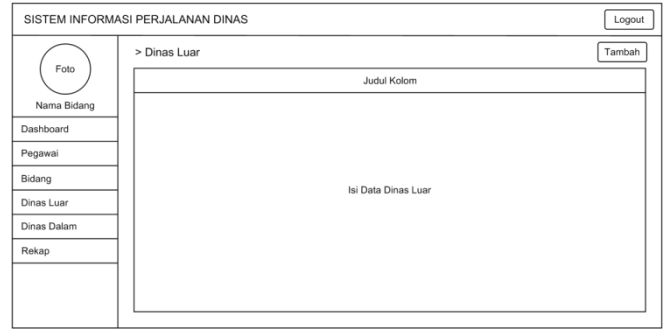 SISTEM INFORMASI PERJALANAN DINAS
Logout
Foto
Nama Bidang
Dashboard
Pegawai
Bidang
Dinas Luar
Dinas Dalam
Rekap
> Dinas Luar
Tambah
Judul Kolom
Isi Data Dinas Luar